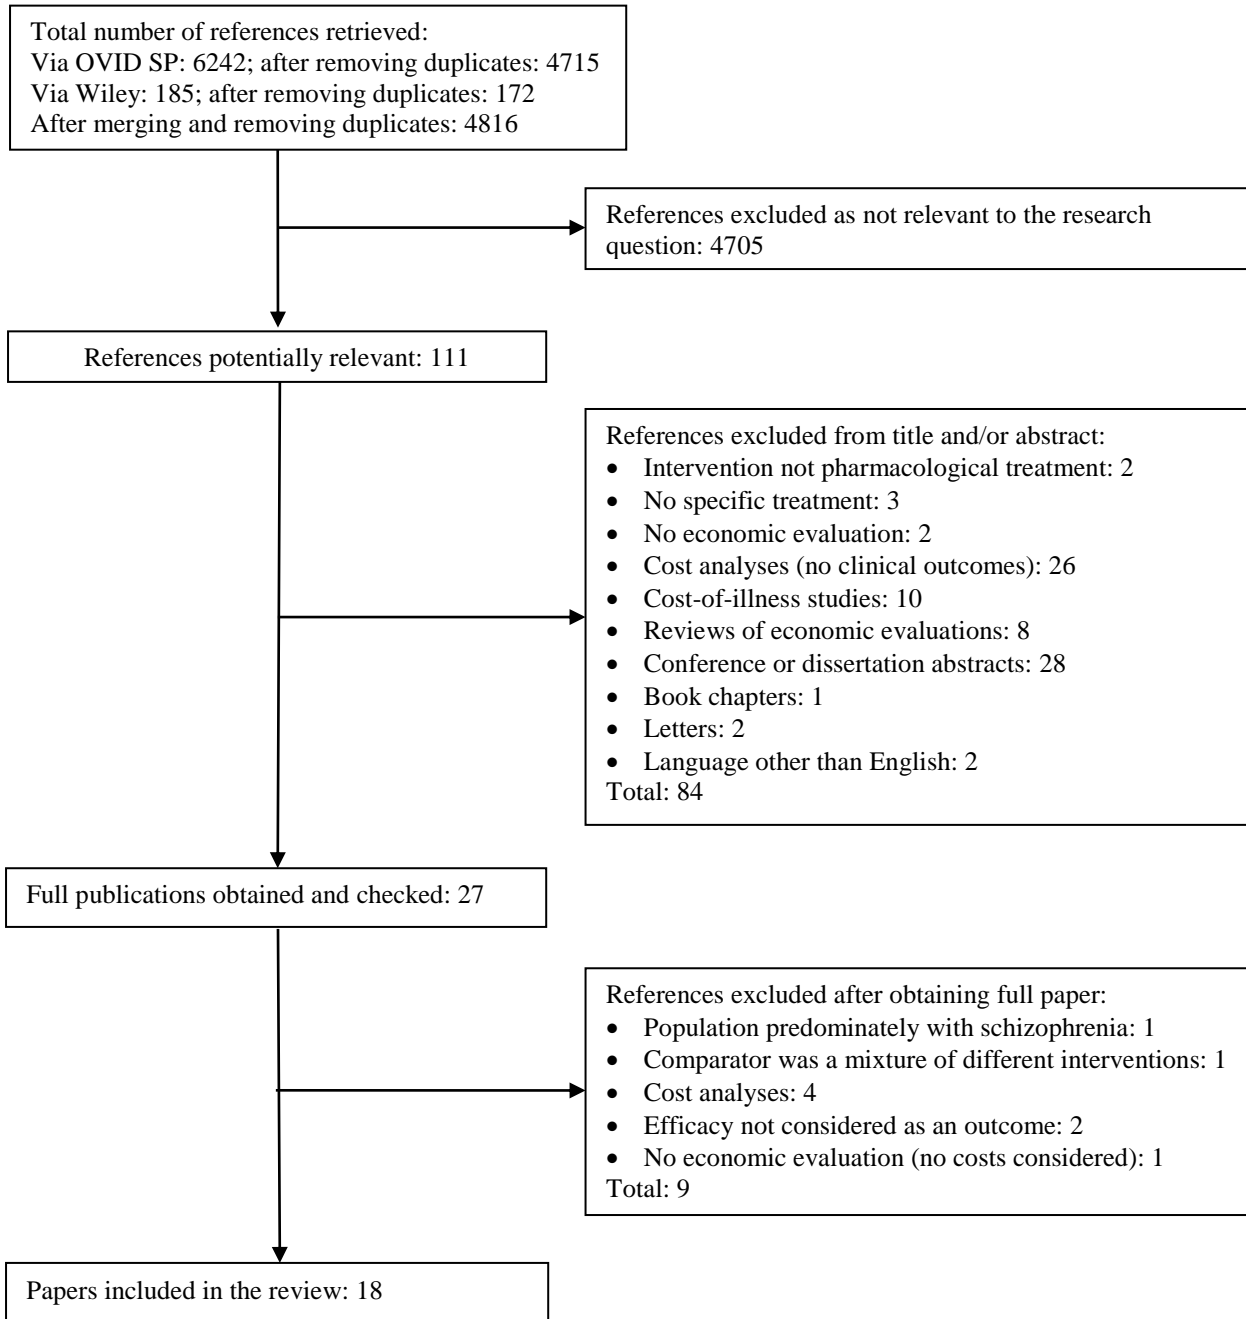 Total number of references retrieved:
Via OVID SP: 6242; after removing duplicates: 4715
Via Wiley: 185; after removing duplicates: 172
After merging and removing duplicates: 4816
References excluded as not relevant to the research
question: 4705
References potentially relevant: 111
References excluded from title and/or abstract:
• Intervention not pharmacological treatment: 2
• No specific treatment: 3
• No economic evaluation: 2
• Cost analyses (no clinical outcomes): 26
• Cost-of-illness studies: 10
• Reviews of economic evaluations: 8
• Conference or dissertation abstracts: 28
• Book chapters: 1
• Letters: 2
• Language other than English: 2
Total: 84
Full publications obtained and checked: 27
References excluded after obtaining full paper:
• Population predominately with schizophrenia: 1
• Comparator was a mixture of different interventions: 1
• Cost analyses: 4
• Efficacy not considered as an outcome: 2
• No economic evaluation (no costs considered): 1
Total: 9
Papers included in the review: 18